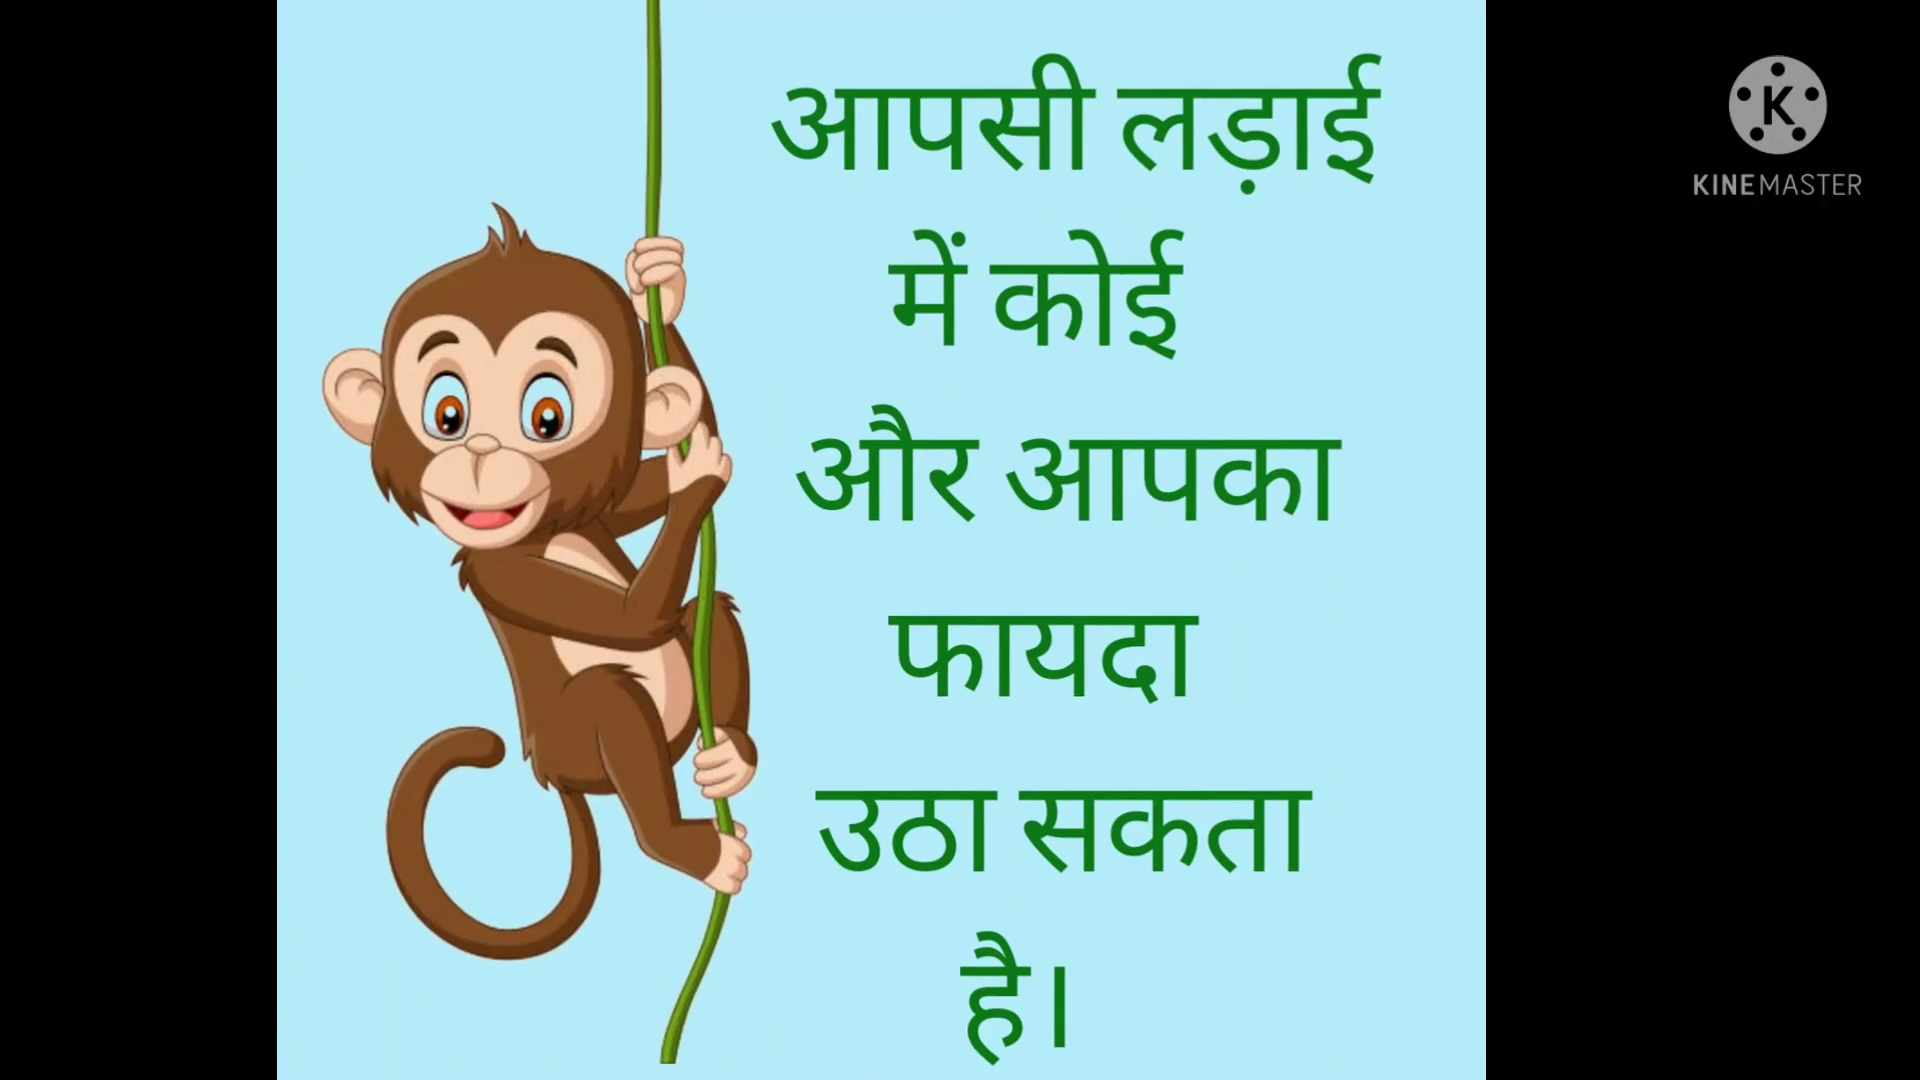 आपसी लड़ाई
में कोई
और आपका
फायदा
उठा सकता
है।
K
KINEMASTER